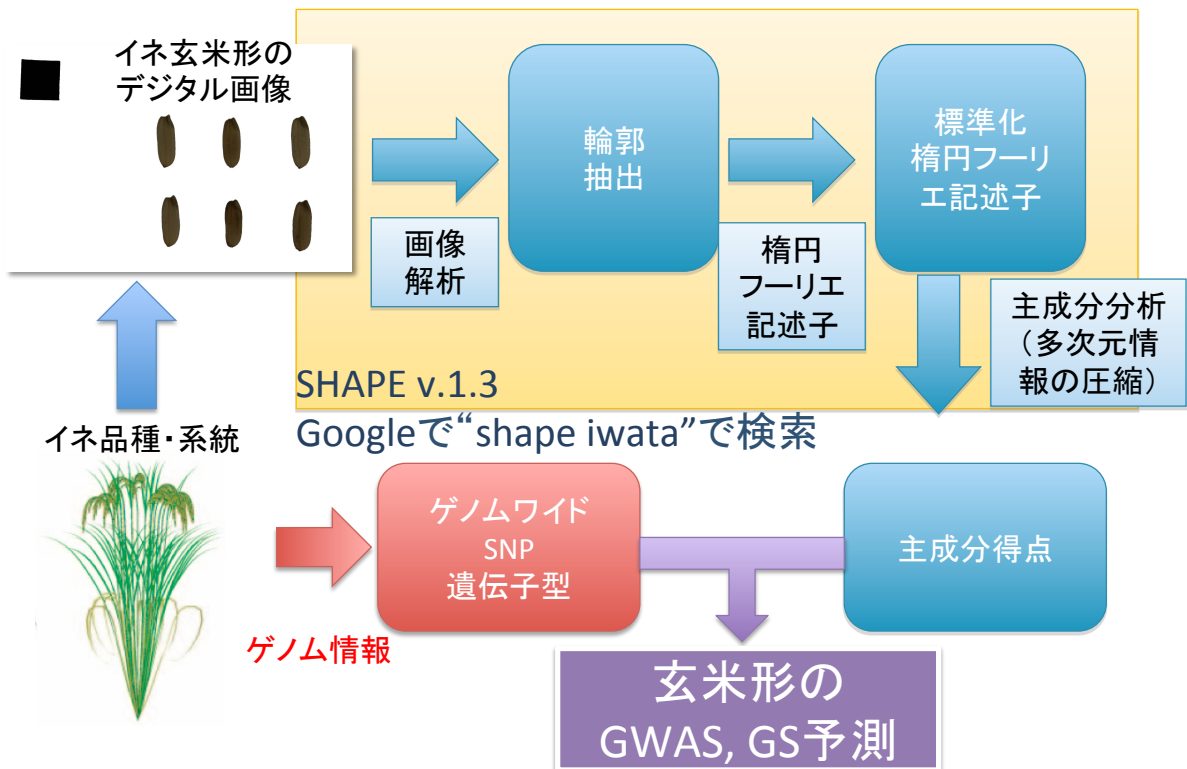 イネ玄米形の
デジタル画像
画像
解析
輪郭
抽出
楕円
フーリエ
記述子
標準化
楕円フーリ
エ記述子
主成分分析
（多次元情
報の圧縮）
SHAPE v.1.3
Googleで“shape iwata”で検索
イネ品種・系統
ゲノム情報
ゲノムワイド
SNP
遺伝子型
主成分得点
玄米形の
GWAS, GS予測